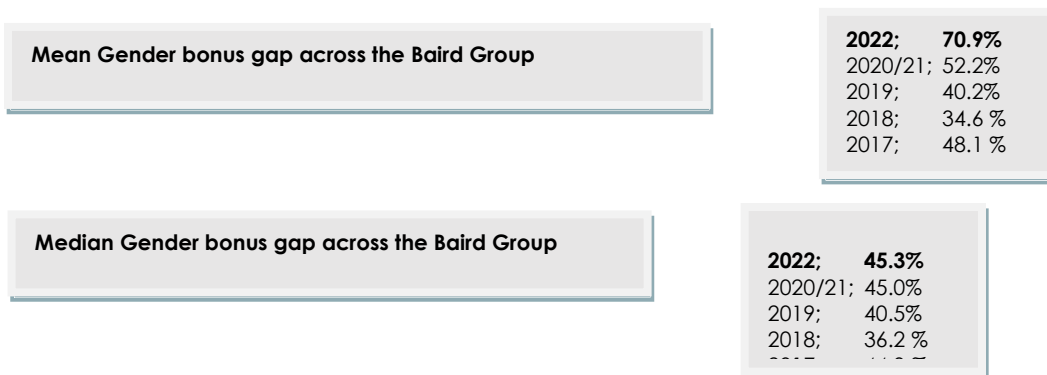 Mean Gender bonus gap across the Baird Group
2022; 70.9%
2020/21; 52.2%
2019; 40.2%
2018; 34.6 %
2017; 48.1 %
Median Gender bonus gap across the Baird Group
2022; 45.3%
2020/21; 45.0%
2019; 40.5%
2018; 36.2 %